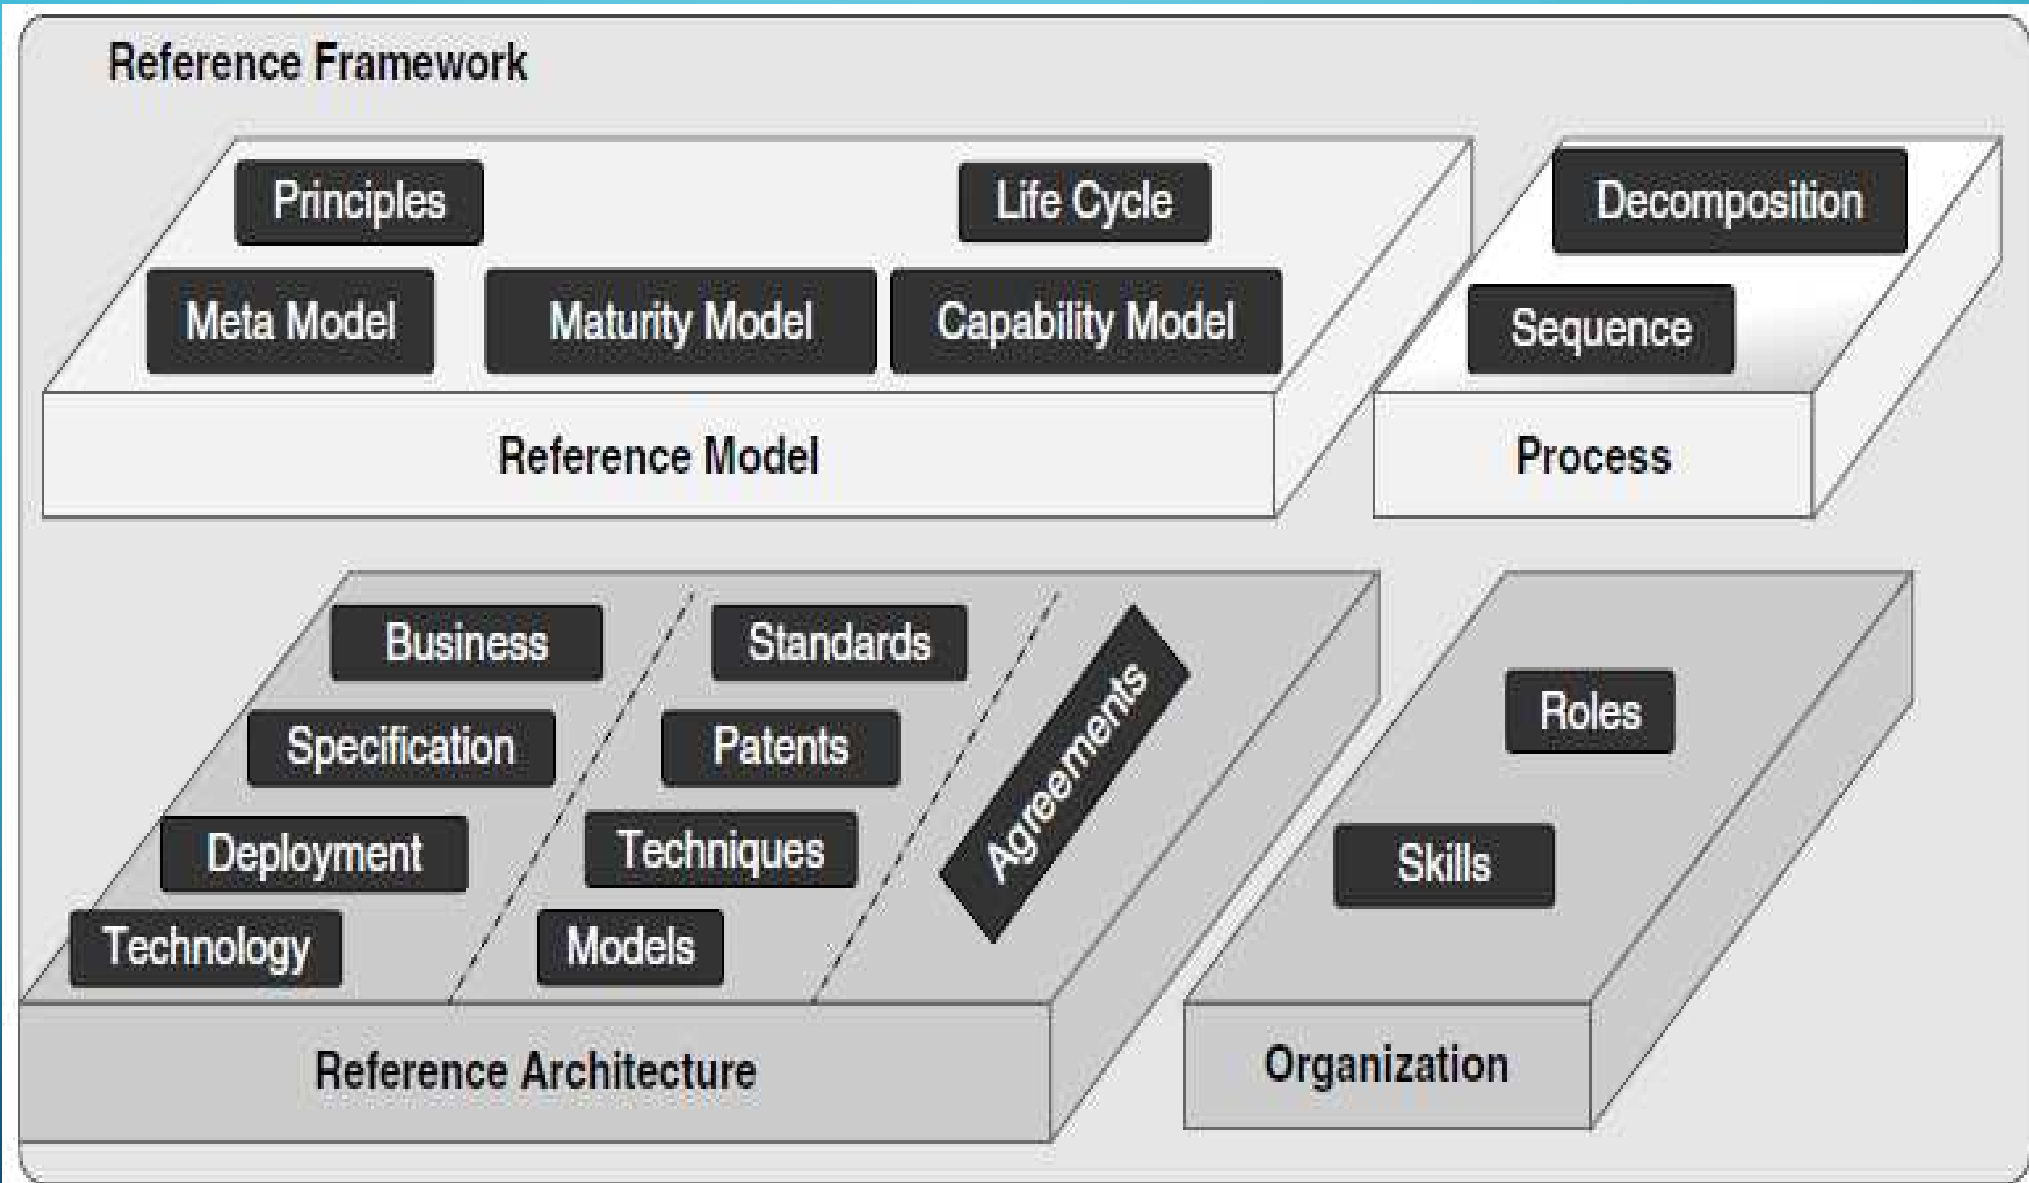 Reference Framework
Principles
Life Cycle
Decomposition
Meta Model
Maturity Model
Capability Model
Sequence
Reference Model
Process
Business
Standards
Agreements
Roles
Specification
Patents
Deployment
Techniques
Skills
Technology
Models
Reference Architecture
Organization